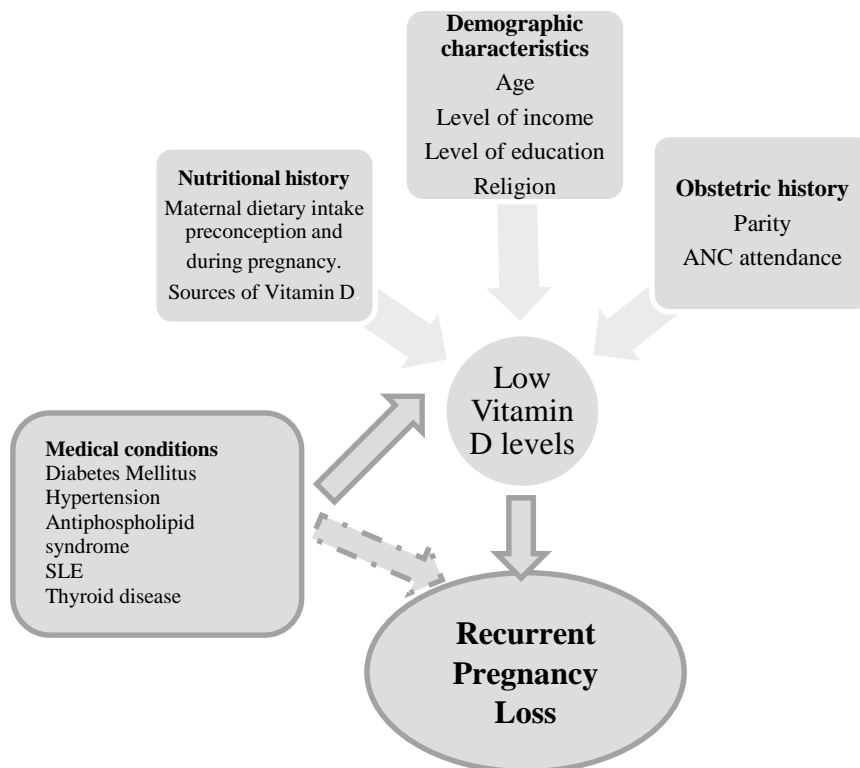 Demographic
characteristics
Age
Level of income
Level of education
Religion
Nutritional history
Maternal dietary intake
preconception and
during pregnancy.
Sources of Vitamin D.
Obstetric history
Parity
ANC attendance
Low
Vitamin
D levels
Medical conditions
Diabetes Mellitus
Hypertension
Antiphospholipid
syndrome
SLE
Thyroid disease
Recurrent
Pregnancy
Loss